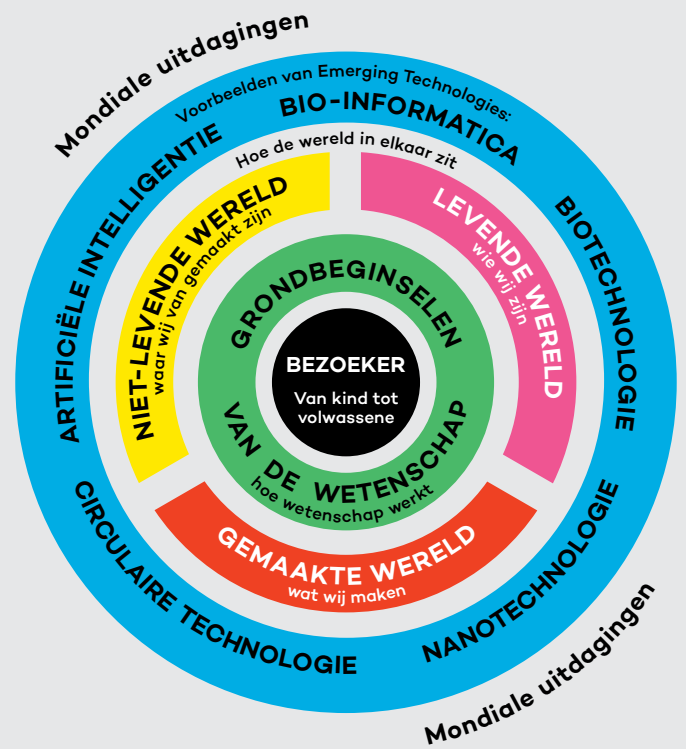 Mondiale uitdagingen
Voorbeelden van Emerging Technologies:
ARTIFICIËLE INTELLIGENTIE
BIO-INFORMATICA
BIOTECHNOLOGIE
NANOTECHNOLOGIE
CIRCULAIRE TECHNOLOGIE
Hoe de wereld in elkaar zit
NIET-LEVENDE WERELD
waar wij van gemaakt zijn
LEVENDE WERELD
wie wij zijn
GEMAAKTE WERELD
wat wij maken
GRONDBEGINSELEN
VAN DE WETENSCHAP
hoe wetenschap werkt
BEZOEKER
Van kind tot
volwassene
Mondiale uitdagingen